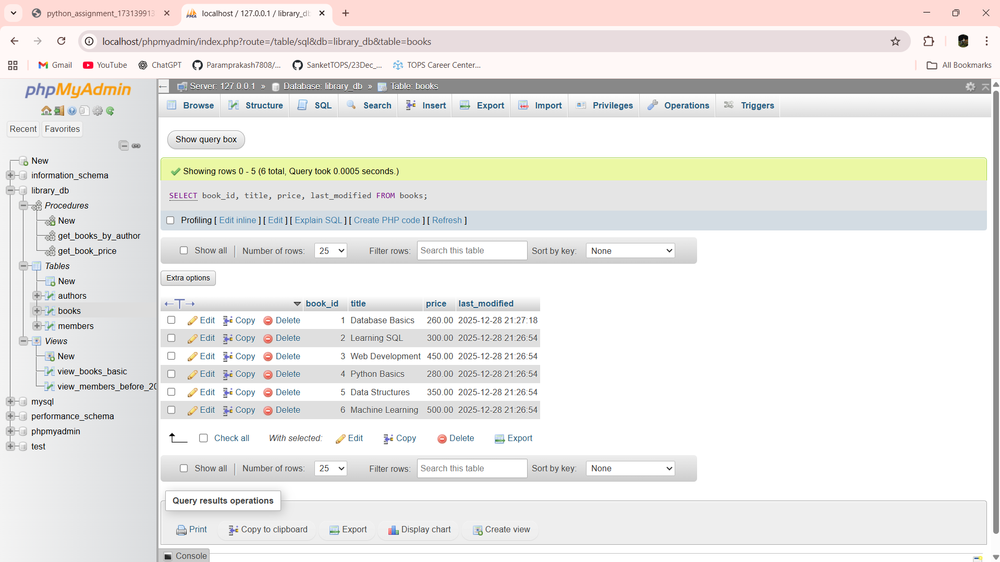 python_assignment_173139913
localhost / 127.0.0.1 / library_db
localhost/phpmyadmin/index.php?route=/table/sql&db=library_db&table=books
Gmail YouTube ChatGPT Paramprakash7808/... SanketTOPS/23Dec_... TOPS Career Center... All Bookmarks
phpMyAdmin
Recent Favorites
New
information_schema
library_db
Procedures
New
get_books_by_author
get_book_price
Tables
New
authors
books
members
Views
New
view_books_basic
view_members_before_20
mysql
performance_schema
phpmyadmin
test
Server: 127.0.0.1 » Database: library_db » Table: books
Browse Structure SQL Search Insert Export Import Privileges Operations Triggers
Show query box
Showing rows 0 - 5 (6 total, Query took 0.0005 seconds.)
SELECT book_id, title, price, last_modified FROM books;
Profiling [ Edit inline ] [ Edit ] [ Explain SQL ] [ Create PHP code ] [ Refresh ]
Show all Number of rows: 25 Filter rows: Search this table Sort by key: None
Extra options
←T→ book_id title price last_modified
Edit Copy Delete 1 Database Basics 260.00 2025-12-28 21:27:18
Edit Copy Delete 2 Learning SQL 300.00 2025-12-28 21:26:54
Edit Copy Delete 3 Web Development 450.00 2025-12-28 21:26:54
Edit Copy Delete 4 Python Basics 280.00 2025-12-28 21:26:54
Edit Copy Delete 5 Data Structures 350.00 2025-12-28 21:26:54
Edit Copy Delete 6 Machine Learning 500.00 2025-12-28 21:26:54
Check all With selected: Edit Copy Delete Export
Show all Number of rows: 25 Filter rows: Search this table Sort by key: None
Query results operations
Print Copy to clipboard Export Display chart Create view
Console